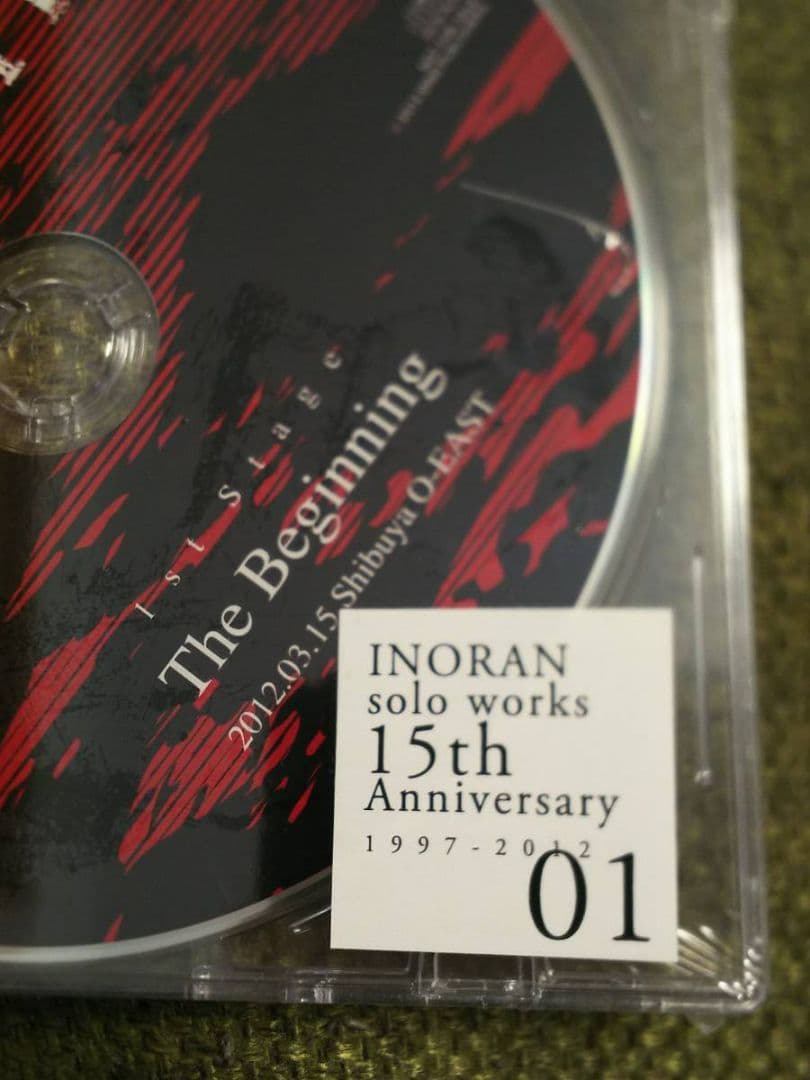 1st Stage
The Beginning
2012.03.15 Shibuya O-EAST
INORAN
solo works
15th
Anniversary
1997-2012
01